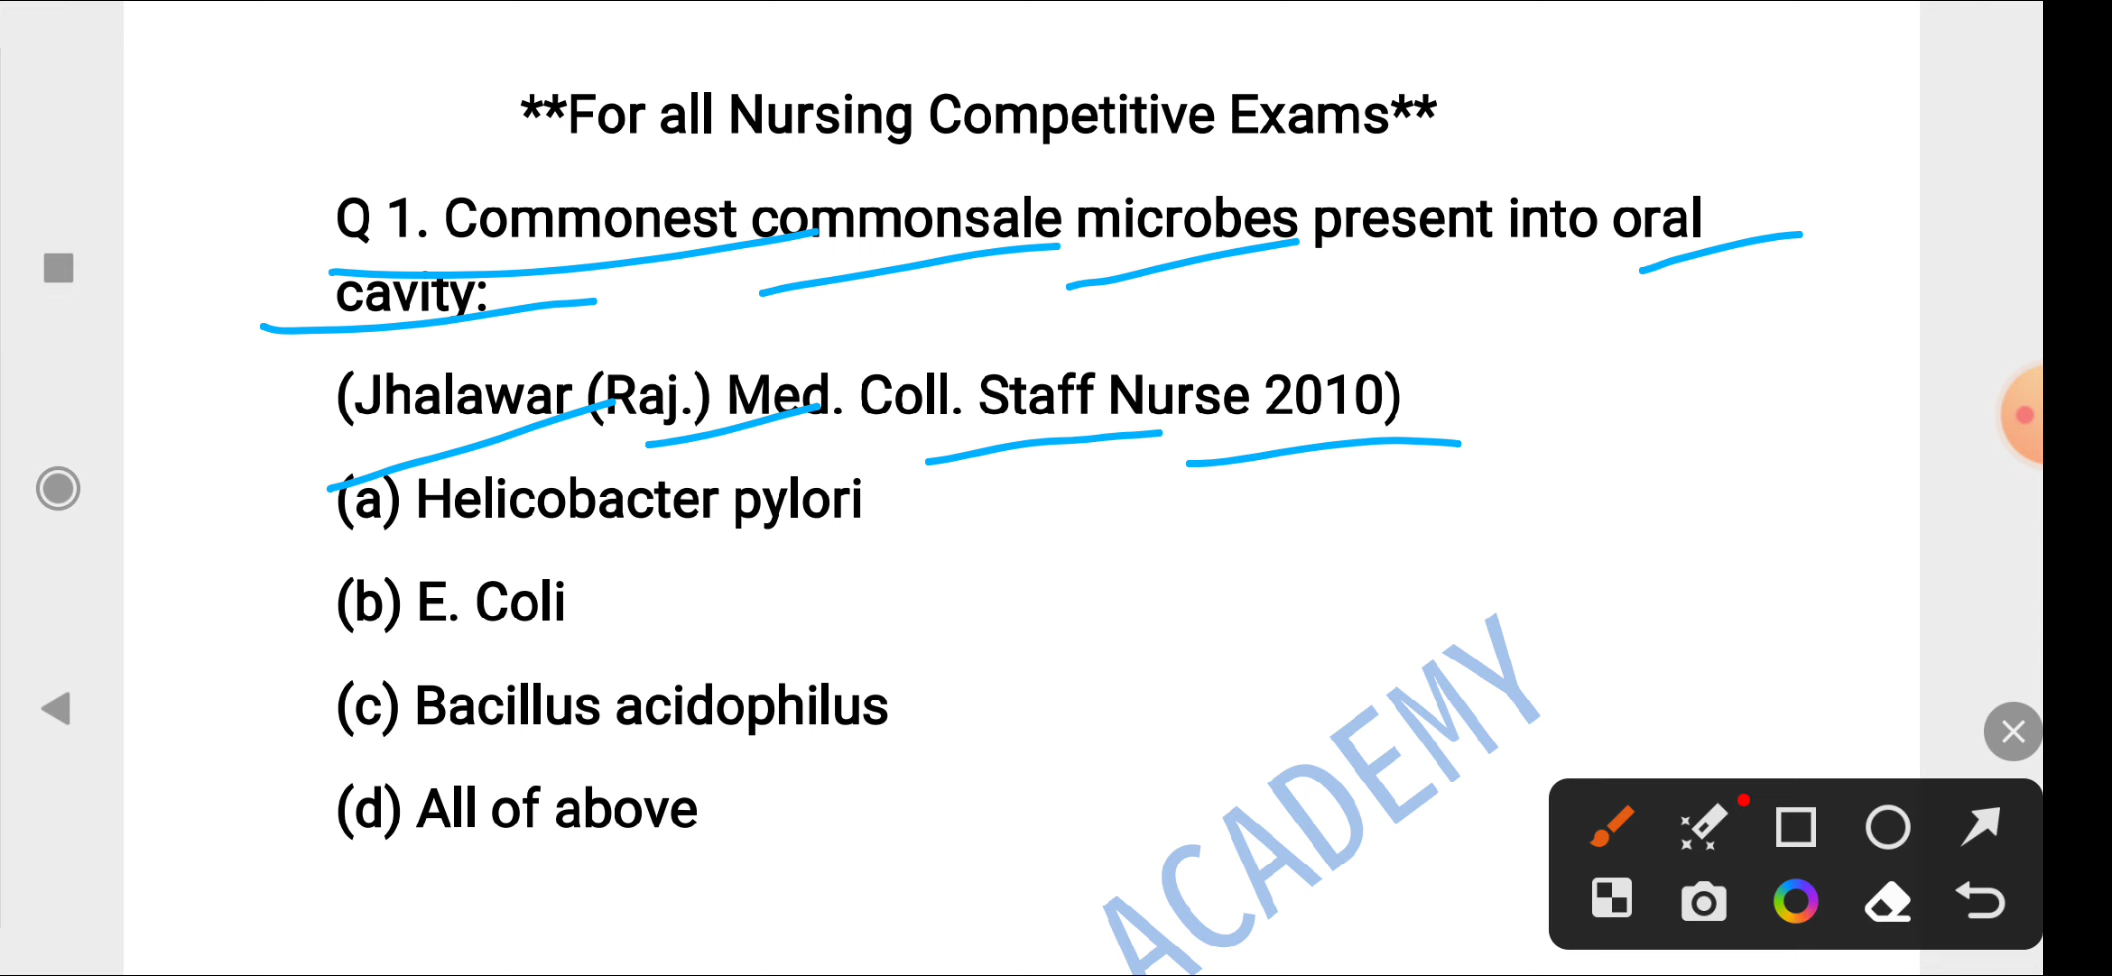 **For all Nursing Competitive Exams**
Q 1. Commonest commonsale microbes present into oral
cavity:
(Jhalawar (Raj.) Med. Coll. Staff Nurse 2010)
(a) Helicobacter pylori
(b) E. Coli
(c) Bacillus acidophilus
(d) All of above
ACADEMY